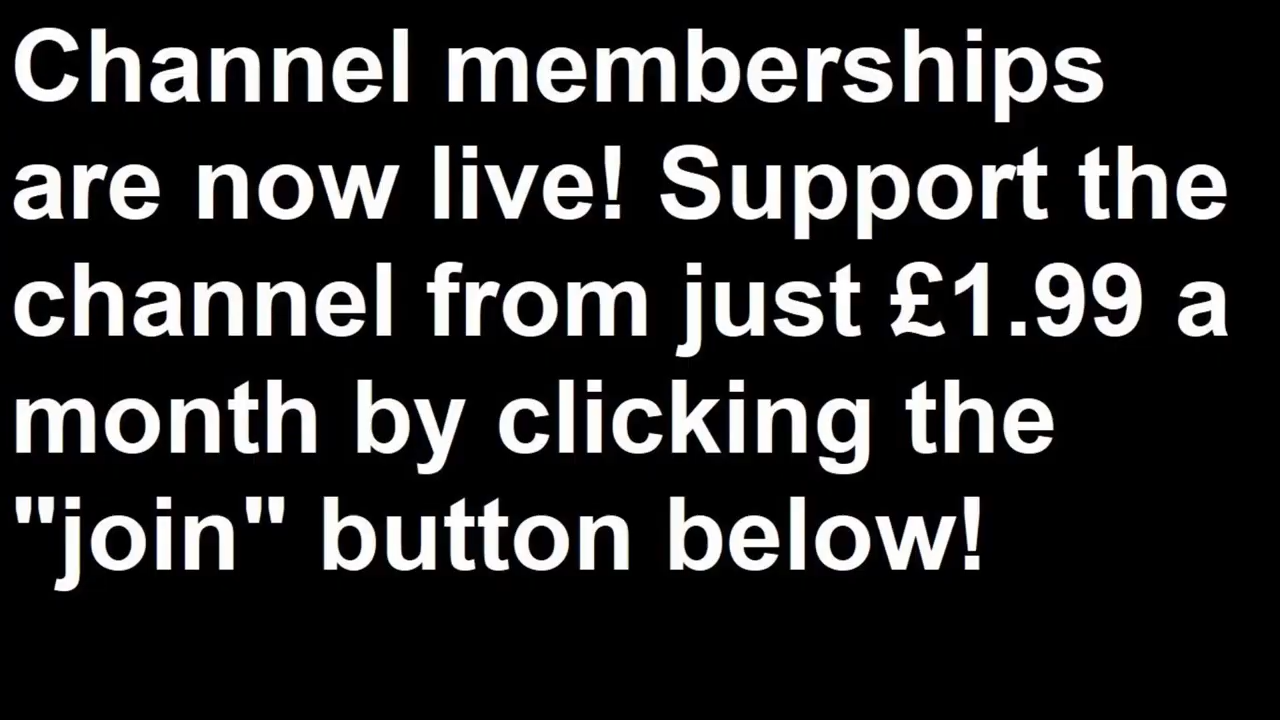 Channel memberships
are now live! Support the
channel from just £1.99 a
month by clicking the
"join" button below!